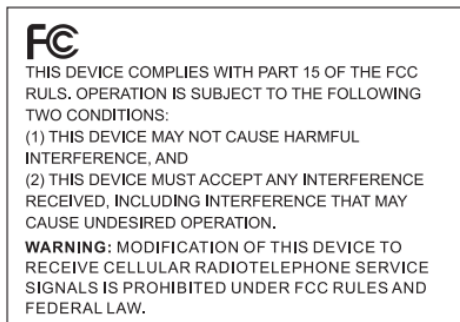 FC
THIS DEVICE COMPLIES WITH PART 15 OF THE FCC
RULS. OPERATION IS SUBJECT TO THE FOLLOWING
TWO CONDITIONS:
(1) THIS DEVICE MAY NOT CAUSE HARMFUL
INTERFERENCE, AND
(2) THIS DEVICE MUST ACCEPT ANY INTERFERENCE
RECEIVED, INCLUDING INTERFERENCE THAT MAY
CAUSE UNDESIRED OPERATION.
WARNING: MODIFICATION OF THIS DEVICE TO
RECEIVE CELLULAR RADIOTELEPHONE SERVICE
SIGNALS IS PROHIBITED UNDER FCC RULES AND
FEDERAL LAW.